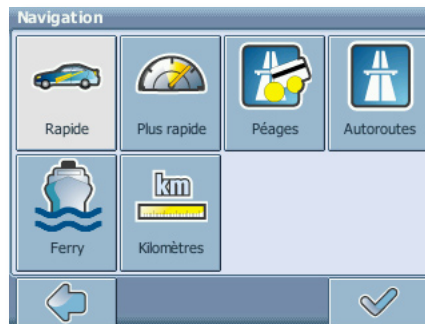 Navigation
Rapide
Plus rapide
Péages
Autoroutes
km
Ferry
Kilomètres